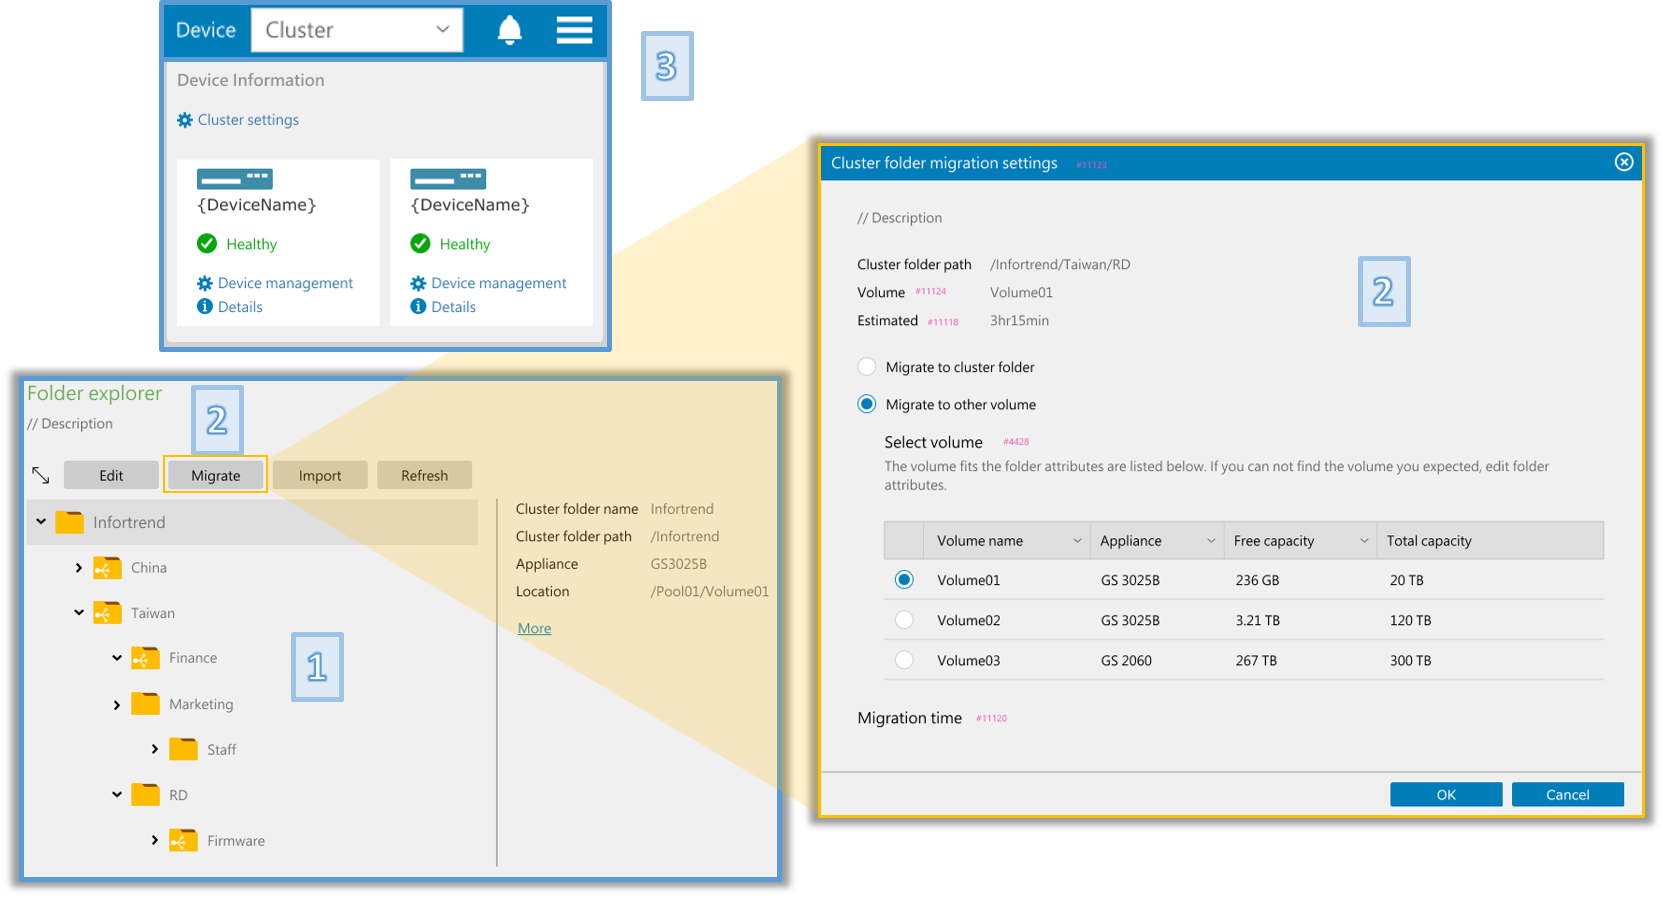 Device Cluster
3
Device Information
Cluster settings
{DeviceName} {DeviceName}
Healthy Healthy
Device management Device management
Details Details
Folder explorer
2
// Description
Edit Migrate Import Refresh
Infortrend
China
Taiwan
Finance
1
Marketing
Staff
RD
Firmware
Cluster folder name Infortrend
Cluster folder path /Infortrend
Appliance GS3025B
Location /Pool01/Volume01
More
Cluster folder migration settings #11123
// Description
2
Cluster folder path /Infortrend/Taiwan/RD
Volume #11124 Volume01
Estimated #11118 3hr15min
Migrate to cluster folder
Migrate to other volume
Select volume #4428
The volume fits the folder attributes are listed below. If you can not find the volume you expected, edit folder
attributes.
Volume name Appliance Free capacity Total capacity
Volume01 GS 3025B 236 GB 20 TB
Volume02 GS 3025B 3.21 TB 120 TB
Volume03 GS 2060 267 TB 300 TB
Migration time #11120
OK Cancel